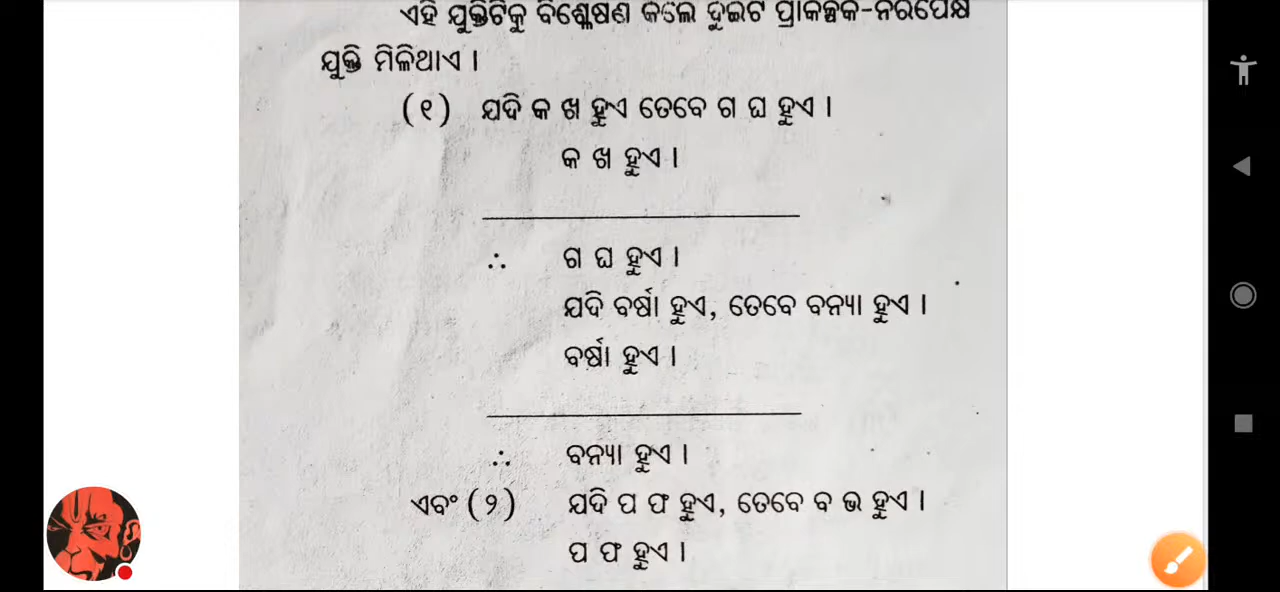 ଏହି ଯୁକ୍ତିଟିକୁ ବିଶ୍ଳେଷଣ କଲେ ଦୁଇଟି ପ୍ରାକଳ୍ପିକ-ନିରପେକ୍ଷ
ଯୁକ୍ତି ମିଳିଥାଏ ।
(୧) ଯଦି କ ଖ ହୁଏ ତେବେ ଗ ଘ ହୁଏ ।
କ ଖ ହୁଏ ।
∴ ଗ ଘ ହୁଏ ।
ଯଦି ବର୍ଷା ହୁଏ, ତେବେ ବନ୍ୟା ହୁଏ ।
ବର୍ଷା ହୁଏ ।
∴ ବନ୍ୟା ହୁଏ ।
ଏବଂ (୨) ଯଦି ପ ଫ ହୁଏ, ତେବେ ବ ଭ ହୁଏ ।
ପ ଫ ହୁଏ ।